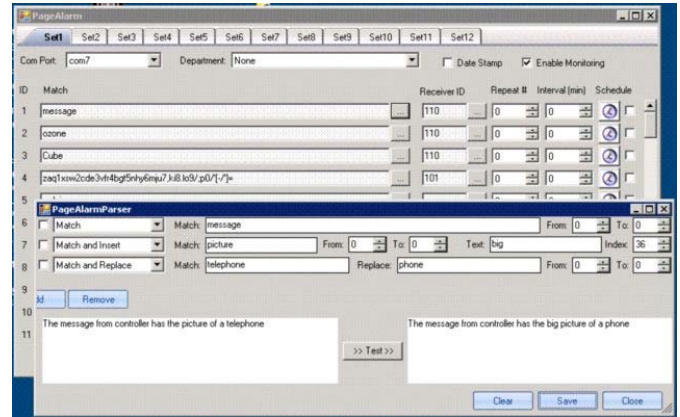 PageAlarm
Set1 Set2 Set3 Set4 Set5 Set6 Set7 Set8 Set9 Set10 Set11 Set12
Com Port: com7 Department: None Date Stamp Enable Monitoring
ID Match Receiver ID Repeat # Interval (min) Schedule
1 message ... 110 ... 0 0
2 ozone ... 110 ... 0 0
3 Cube ... 110 ... 0 0
4 ... 101 ... 0 0
5
PageAlarmParser
6 Match Match: message From: 0 To: 0
7 Match and Insert Match: picture From: 0 To: 0 Text: big Index: 36
8 Match and Replace Match: telephone Replace: phone From: 0 To: 0
9
Remove
10
11 The message from controller has the picture of a telephone The message from controller has the big picture of a phone
>> Test >>
Clear Save Close